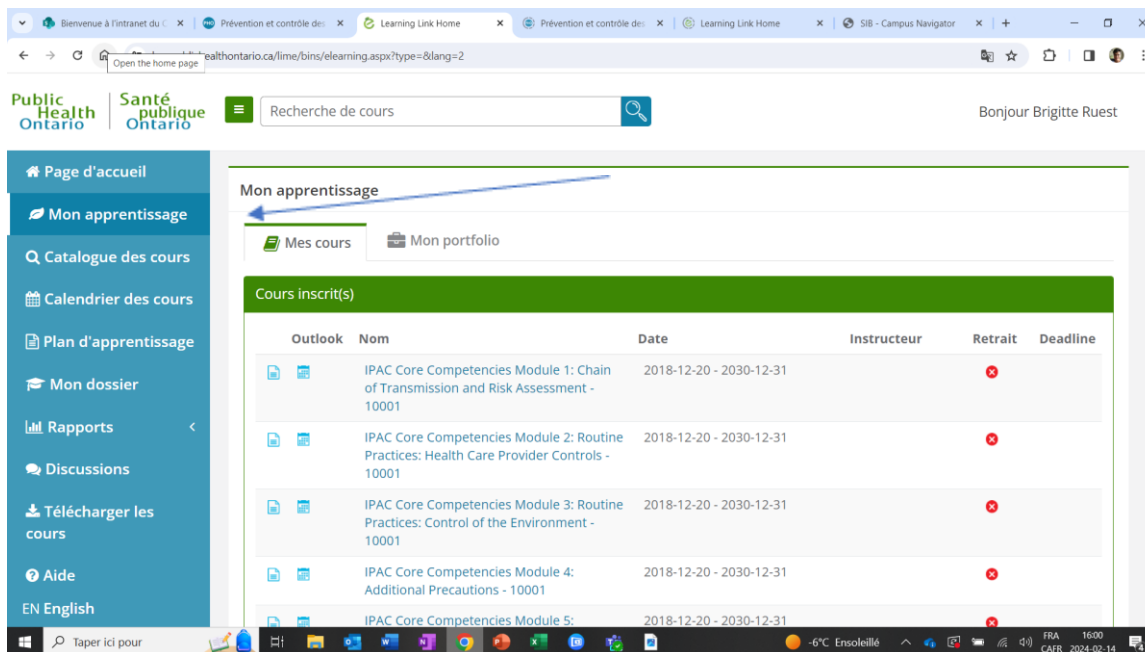 Bienvenue à l'intranet du C
Prévention et contrôle des
Learning Link Home
Prévention et contrôle des
Learning Link Home
SIB - Campus Navigator
ealthontario.ca/lime/bins/elearning.aspx?type=&lang=2
Open the home page
Public Health Ontario
Santé publique Ontario
Recherche de cours
Bonjour Brigitte Ruest
Page d'accueil
Mon apprentissage
Catalogue des cours
Calendrier des cours
Plan d'apprentissage
Mon dossier
Rapports
Discussions
Télécharger les
cours
Aide
EN English
Mon apprentissage
Mes cours
Mon portfolio
Cours inscrit(s)
Outlook Nom Date Instructeur Retrait Deadline
IPAC Core Competencies Module 1: Chain 2018-12-20 - 2030-12-31
of Transmission and Risk Assessment -
10001
IPAC Core Competencies Module 2: Routine 2018-12-20 - 2030-12-31
Practices: Health Care Provider Controls -
10001
IPAC Core Competencies Module 3: Routine 2018-12-20 - 2030-12-31
Practices: Control of the Environment -
10001
IPAC Core Competencies Module 4: 2018-12-20 - 2030-12-31
Additional Precautions - 10001
IPAC Core Competencies Module 5: 2018-12-20 - 2030-12-31
Taper ici pour
-6°C Ensoleillé
FRA 16:00
CAFR 2024-02-14